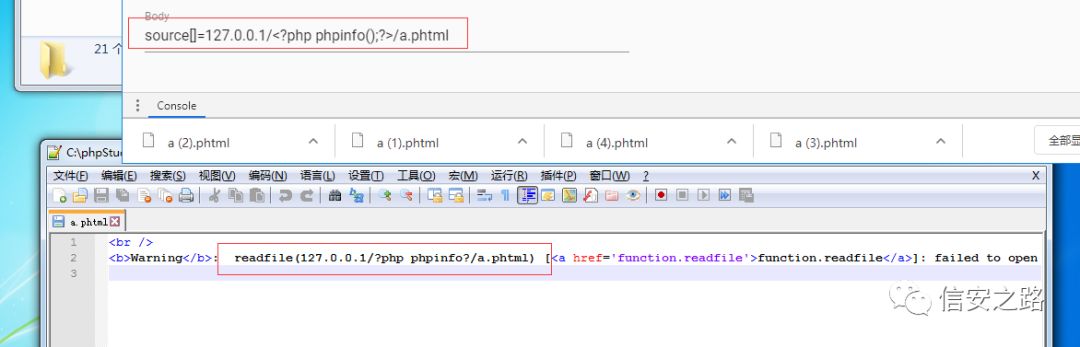 Body
source[]=127.0.0.1/<?php phpinfo();?>/a.phtml
21 个
Console
a (2).phtml
a (1).phtml
a (4).phtml
a (3).phtml
全部显
C:\phpStu
文件(F) 编辑(E) 搜索(S) 视图(V) 编码(N) 语言(L) 设置(T) 工具(O) 宏(M) 运行(R) 插件(P) 窗口(W) ? X
a.phtml
1 <br />
2 <b>Warning</b>: readfile(127.0.0.1/?php phpinfo?/a.phtml) [<a href='function.readfile'>function.readfile</a>]: failed to open
3
信安之路